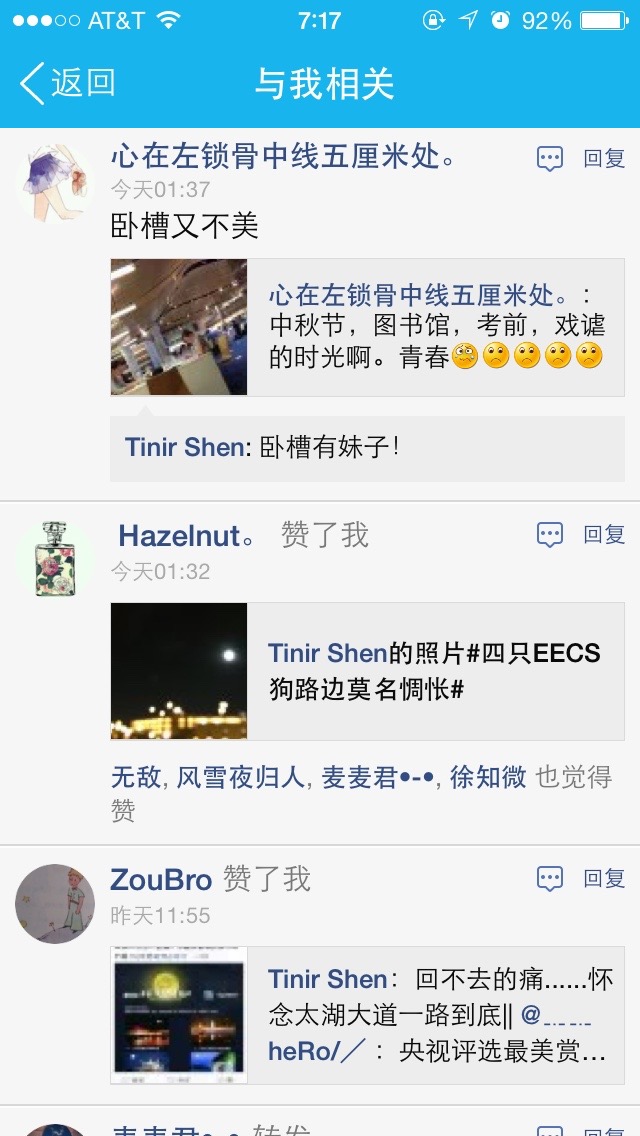 AT&T 7:17 92%
返回 与我相关
心在左锁骨中线五厘米处。 回复
今天01:37
卧槽又不美
心在左锁骨中线五厘米处。:
中秋节，图书馆，考前，戏谑
的时光啊。青春
Tinir Shen: 卧槽有妹子！
Hazelnut。 赞了我 回复
今天01:32
Tinir Shen的照片#四只EECS
狗路边莫名惆怅#
无敌, 风雪夜归人, 麦麦君•-•, 徐知微 也觉得
赞
ZouBro 赞了我 回复
昨天11:55
Tinir Shen： 回不去的痛......怀
念太湖大道一路到底|| @_._ _._
heRo/／： 央视评选最美赏...
麦麦君•-• 转发 回复